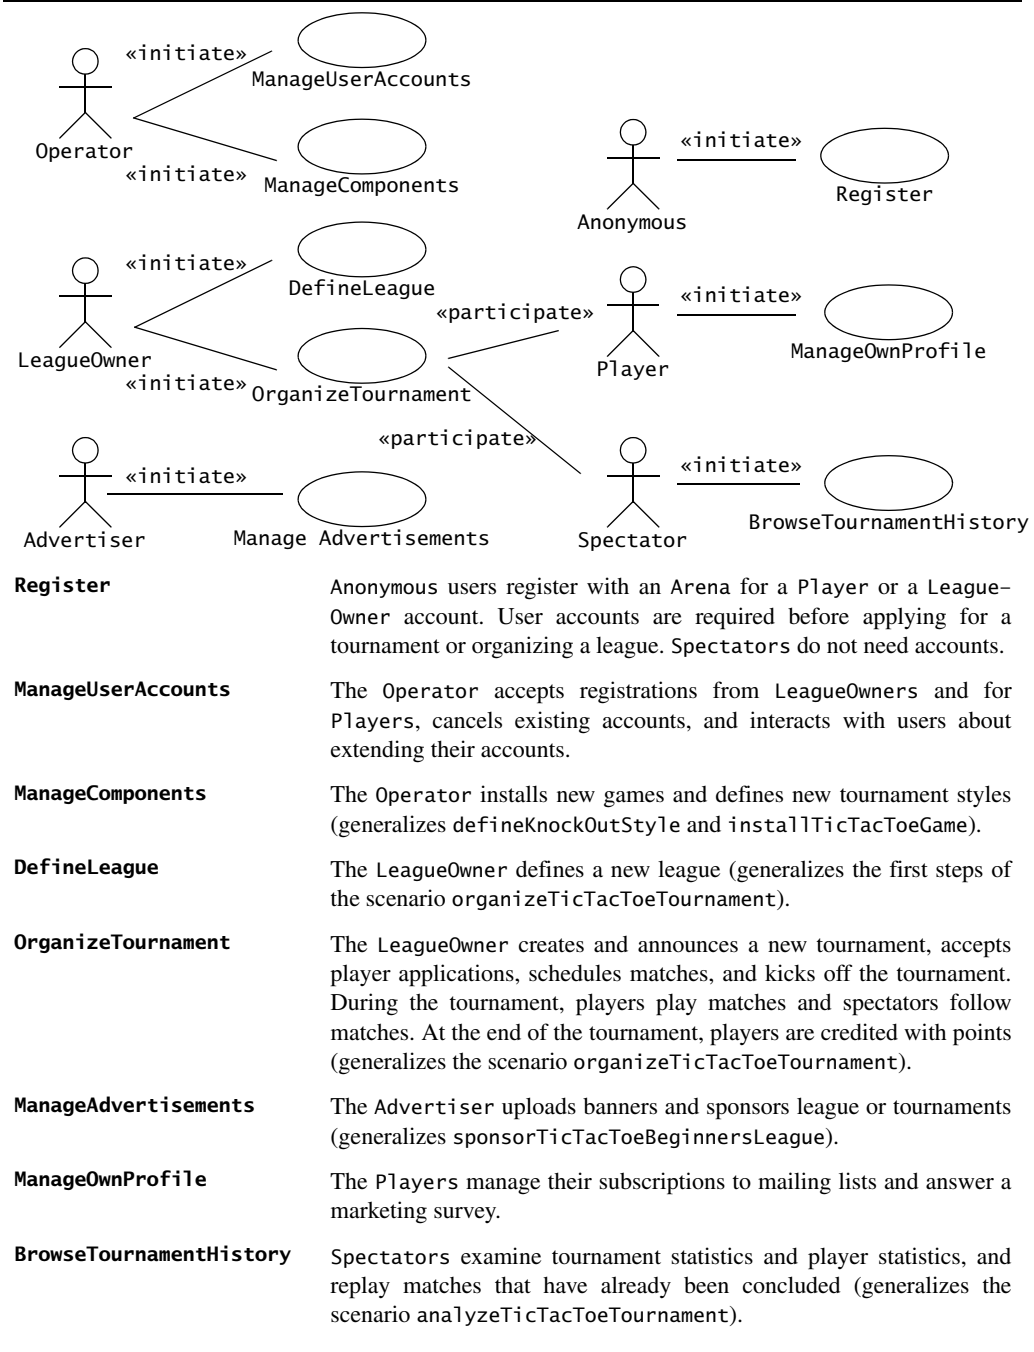 «initiate»
ManageUserAccounts
Operator
«initiate»
ManageComponents
«initiate»
Anonymous
Register
«initiate»
DefineLeague
LeagueOwner
«initiate»
OrganizeTournament
«participate»
Player
«initiate»
ManageOwnProfile
«participate»
«initiate»
Advertiser
Manage Advertisements
Spectator
«initiate»
BrowseTournamentHistory
Register
Anonymous users register with an Arena for a Player or a League–
Owner account. User accounts are required before applying for a
tournament or organizing a league. Spectators do not need accounts.
ManageUserAccounts
The Operator accepts registrations from LeagueOwners and for
Players, cancels existing accounts, and interacts with users about
extending their accounts.
ManageComponents
The Operator installs new games and defines new tournament styles
(generalizes defineKnockOutStyle and installTicTacToeGame).
DefineLeague
The LeagueOwner defines a new league (generalizes the first steps of
the scenario organizeTicTacToeTournament).
OrganizeTournament
The LeagueOwner creates and announces a new tournament, accepts
player applications, schedules matches, and kicks off the tournament.
During the tournament, players play matches and spectators follow
matches. At the end of the tournament, players are credited with points
(generalizes the scenario organizeTicTacToeTournament).
ManageAdvertisements
The Advertiser uploads banners and sponsors league or tournaments
(generalizes sponsorTicTacToeBeginnersLeague).
ManageOwnProfile
The Players manage their subscriptions to mailing lists and answer a
marketing survey.
BrowseTournamentHistory
Spectators examine tournament statistics and player statistics, and
replay matches that have already been concluded (generalizes the
scenario analyzeTicTacToeTournament).